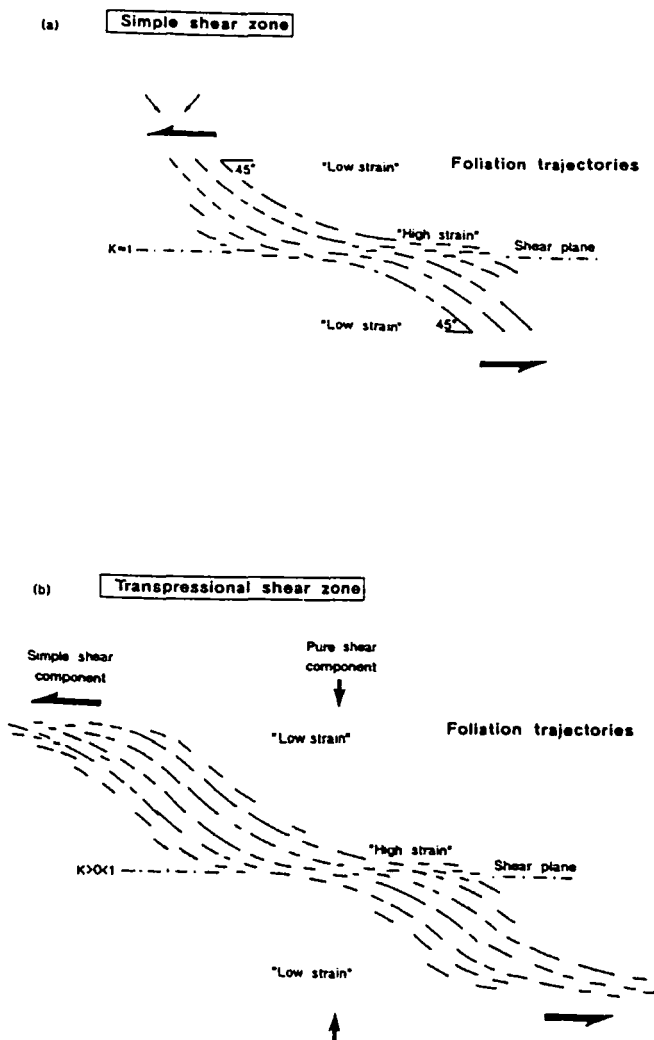 (a) Simple shear zone
45°
"Low strain"
Foliation trajectories
"High strain"
K=1
Shear plane
"Low strain"
45°
(b) Transpressional shear zone
Simple shear
component
Pure shear
component
"Low strain"
Foliation trajectories
"High strain"
K>0<1
Shear plane
"Low strain"